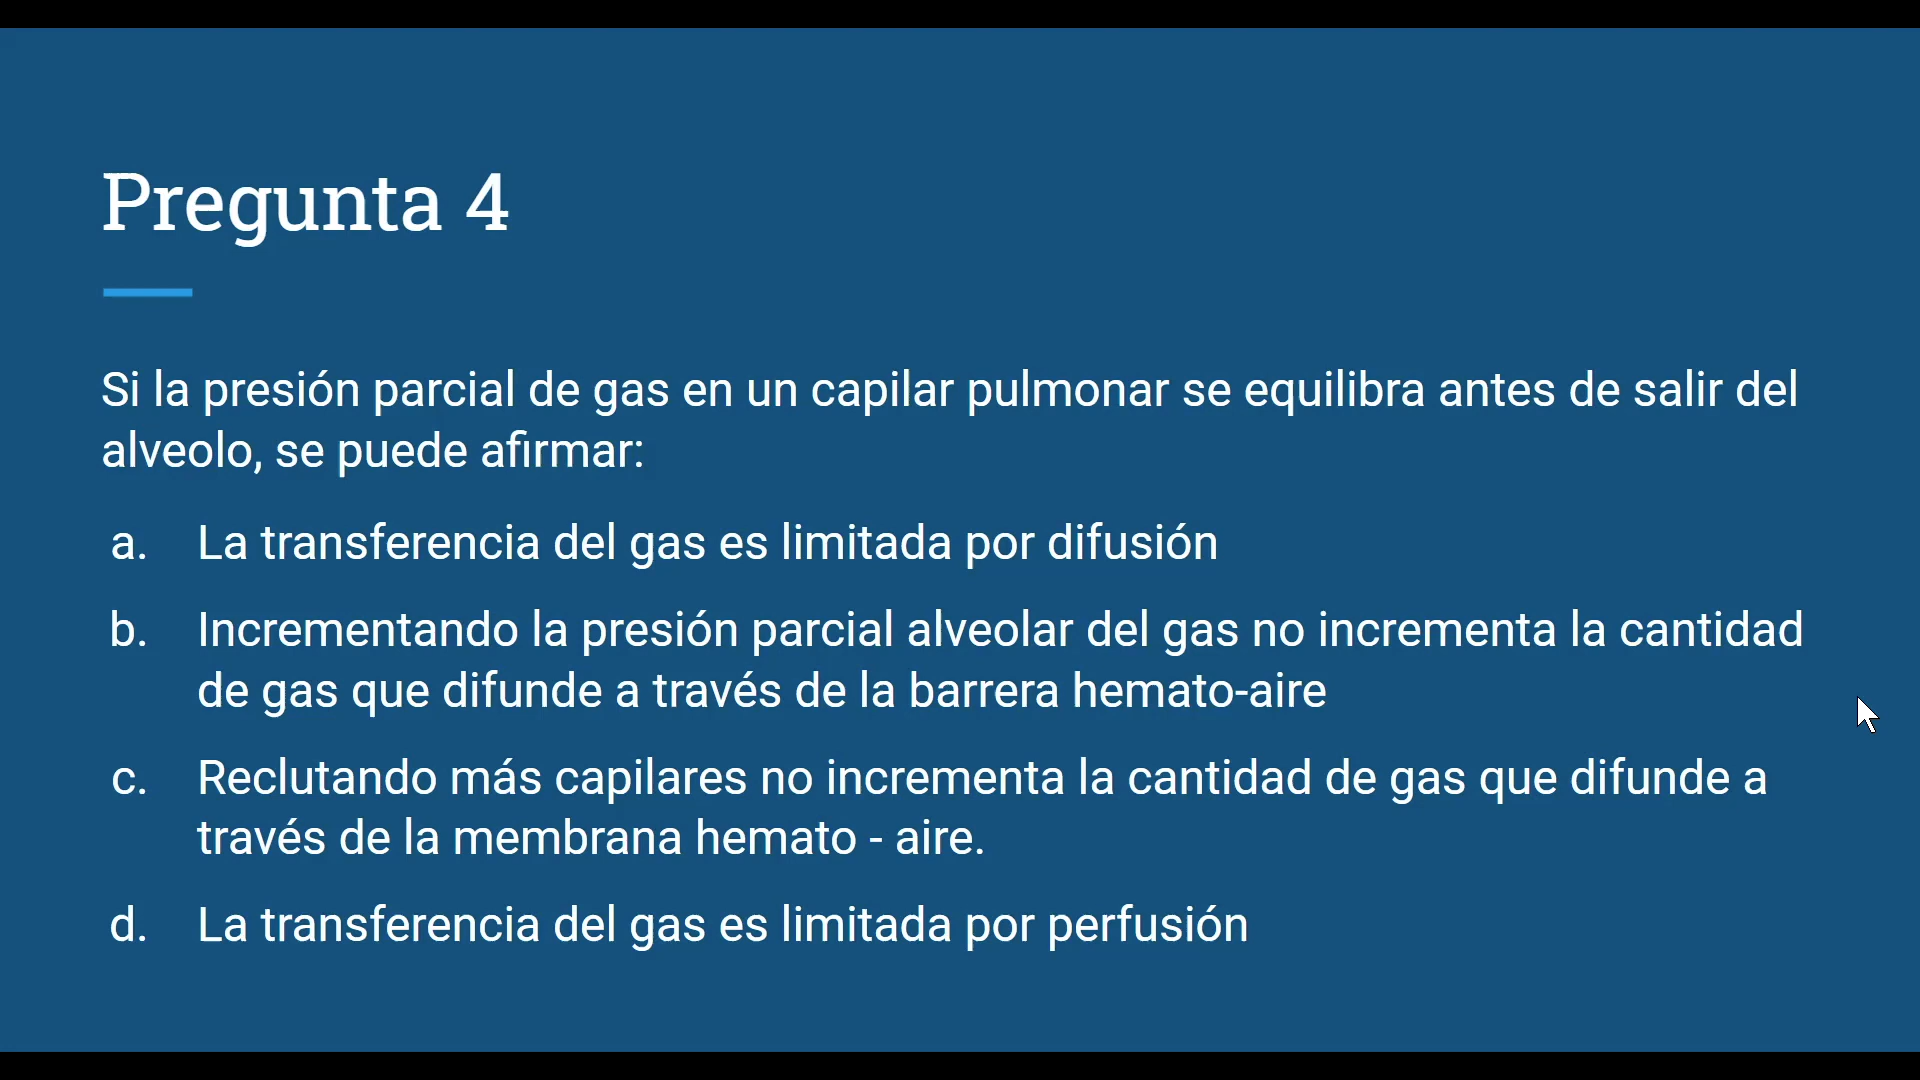 Pregunta 4
Si la presión parcial de gas en un capilar pulmonar se equilibra antes de salir del
alveolo, se puede afirmar:
a. La transferencia del gas es limitada por difusión
b. Incrementando la presión parcial alveolar del gas no incrementa la cantidad
de gas que difunde a través de la barrera hemato-aire
c. Reclutando más capilares no incrementa la cantidad de gas que difunde a
través de la membrana hemato - aire.
d. La transferencia del gas es limitada por perfusión